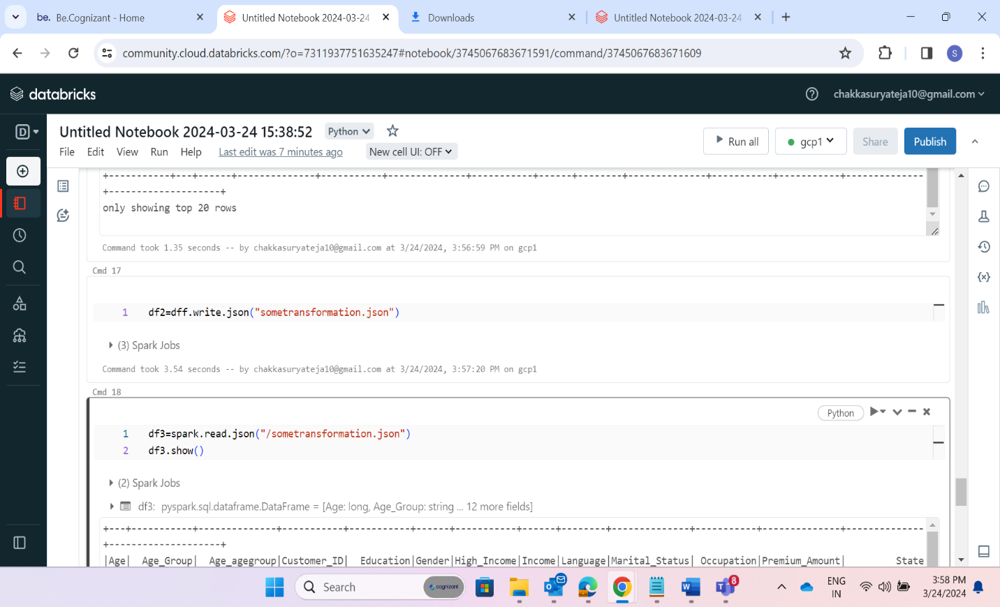 be. Be.Cognizant - Home
Untitled Notebook 2024-03-24
Downloads
Untitled Notebook 2024-03-24
community.cloud.databricks.com/?o=7311937751635247#notebook/3745067683671591/command/3745067683671609
S
databricks
chakkasuryateja10@gmail.com
D
Untitled Notebook 2024-03-24 15:38:52
Python
File Edit View Run Help Last edit was 7 minutes ago New cell UI: OFF
Run all
gcp1
Share
Publish
+----------+----+------+------------+----------+------------+----------+------+--------+------------+----------+----------+------------
+--------------------+
only showing top 20 rows
Command took 1.35 seconds -- by chakkasuryateja10@gmail.com at 3/24/2024, 3:56:59 PM on gcp1
Cmd 17
1 df2=dff.write.json("sometransformation.json")
(3) Spark Jobs
Command took 3.54 seconds -- by chakkasuryateja10@gmail.com at 3/24/2024, 3:57:20 PM on gcp1
Cmd 18
Python
1 df3=spark.read.json("/sometransformation.json")
2 df3.show()
(2) Spark Jobs
df3: pyspark.sql.dataframe.DataFrame = [Age: long, Age_Group: string ... 12 more fields]
+---+-----------+--------------+-----------+-----------+------+-----------+------+--------+--------------+-----------+--------------+--------------
+--------------------+
|Age| Age_Group| Age_agegroup|Customer_ID| Education|Gender|High_Income|Income|Language|Marital_Status| Occupation|Premium_Amount| State
Search
cognizant
8
ENG
IN
3:58 PM
3/24/2024